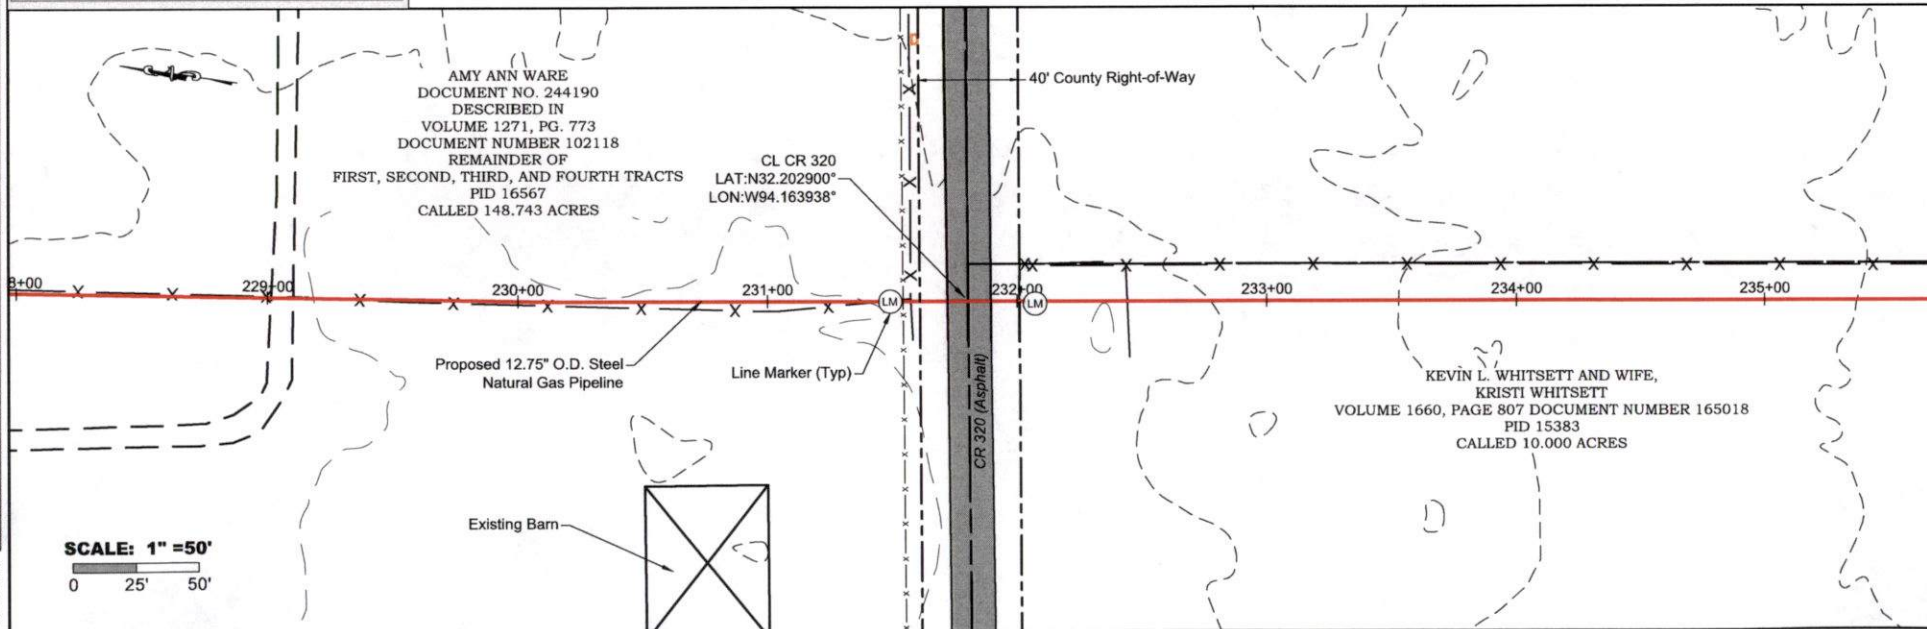 AMY ANN WARE
DOCUMENT NO. 244190
DESCRIBED IN
VOLUME 1271, PG. 773
DOCUMENT NUMBER 102118
REMAINDER OF
FIRST, SECOND, THIRD, AND FOURTH TRACTS
PID 16567
CALLED 148.743 ACRES
40' County Right-of-Way
CL CR 320
LAT:N32.202900°
LON:W94.163938°
8+00
229+00
230+00
231+00
232+00
233+00
234+00
235+00
LM
LM
Proposed 12.75" O.D. Steel
Natural Gas Pipeline
Line Marker (Typ)
CR 320 (Asphalt)
KEVIN L. WHITSETT AND WIFE,
KRISTI WHITSETT
VOLUME 1660, PAGE 807 DOCUMENT NUMBER 165018
PID 15383
CALLED 10.000 ACRES
Existing Barn
SCALE: 1" =50'
0 25' 50'